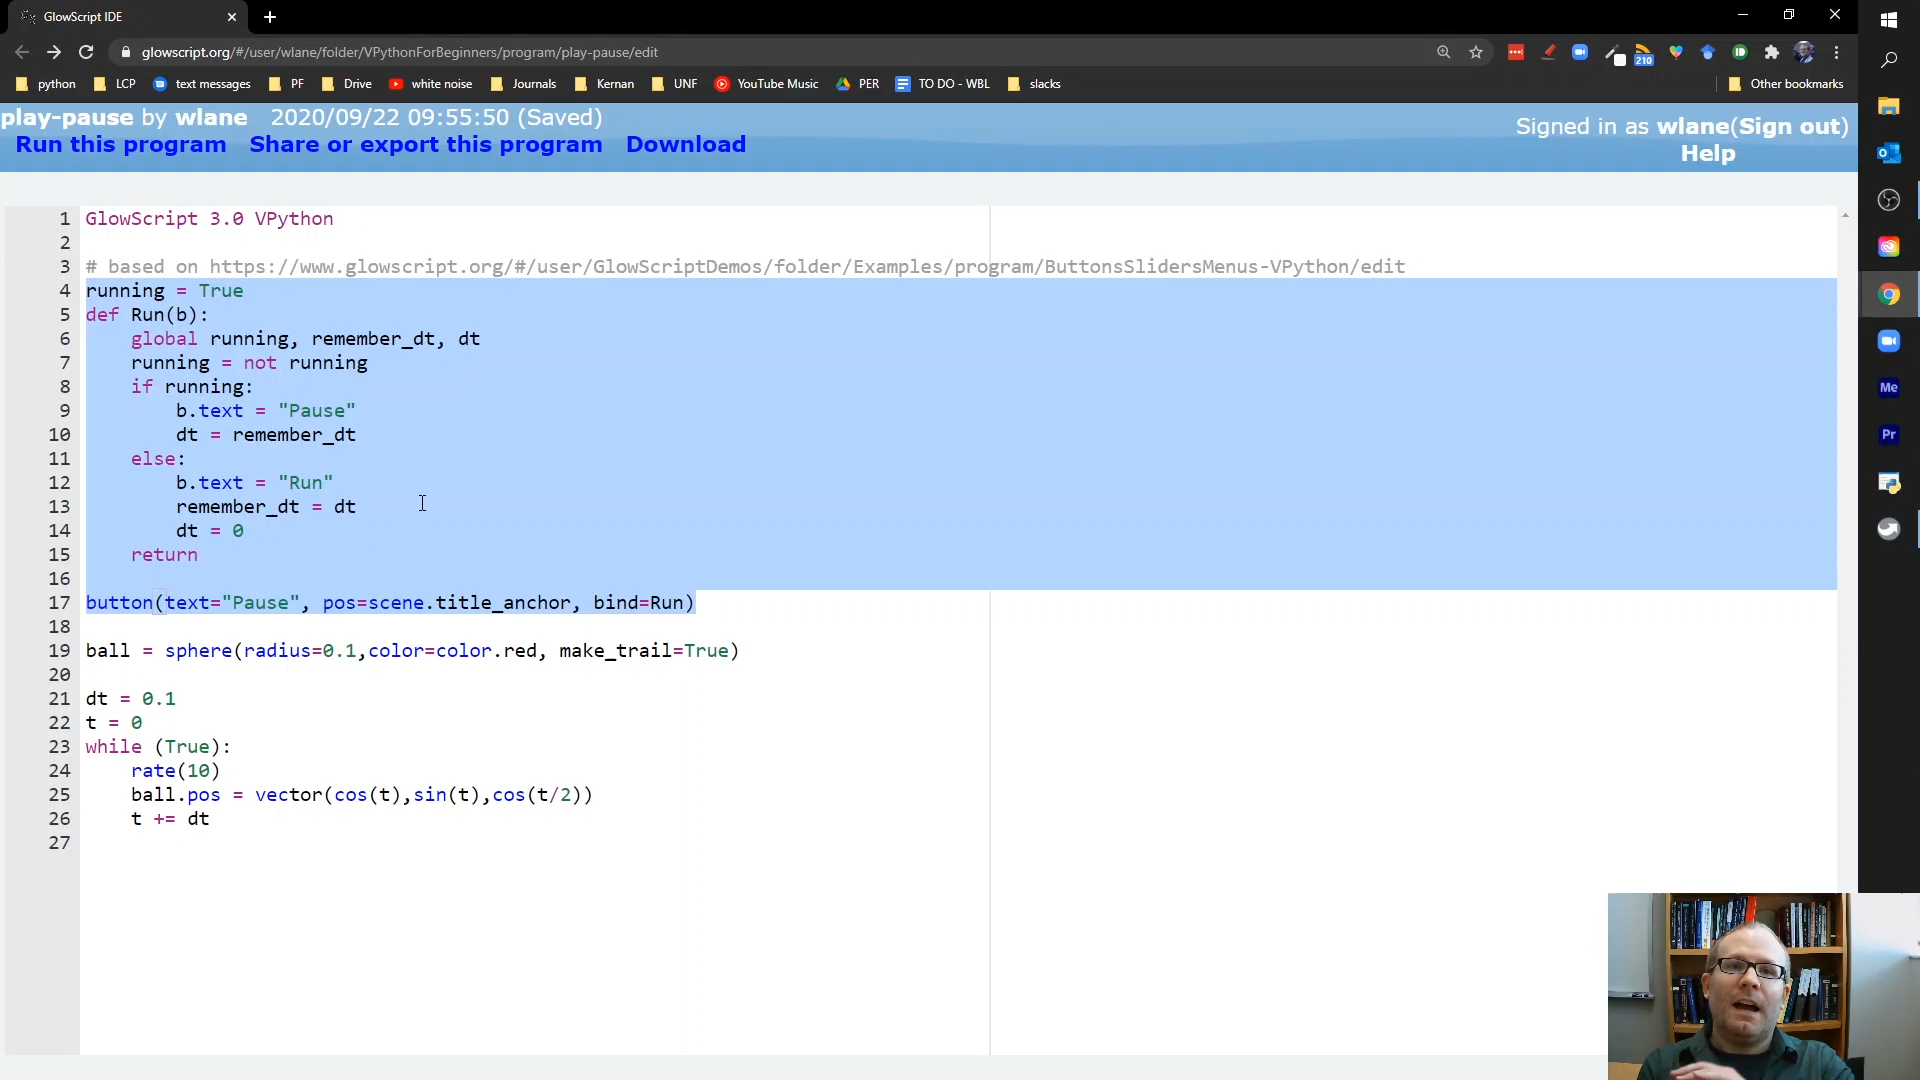 GlowScript IDE
glowscript.org/#/user/wlane/folder/VPythonForBeginners/program/play-pause/edit
210
python LCP text messages PF Drive white noise Journals Kernan UNF YouTube Music PER TO DO - WBL slacks Other bookmarks
play-pause by wlane 2020/09/22 09:55:50 (Saved)
Signed in as wlane(Sign out)
Run this program Share or export this program Download
Help
1 GlowScript 3.0 VPython
2
3 # based on https://www.glowscript.org/#/user/GlowScriptDemos/folder/Examples/program/ButtonsSlidersMenus-VPython/edit
4 running = True
5 def Run(b):
6     global running, remember_dt, dt
7     running = not running
8     if running:
9         b.text = "Pause"
10         dt = remember_dt
11     else:
12         b.text = "Run"
13         remember_dt = dt
14         dt = 0
15     return
16
17 button(text="Pause", pos=scene.title_anchor, bind=Run)
18
19 ball = sphere(radius=0.1,color=color.red, make_trail=True)
20
21 dt = 0.1
22 t = 0
23 while (True):
24     rate(10)
25     ball.pos = vector(cos(t),sin(t),cos(t/2))
26     t += dt
27
Me
Pr